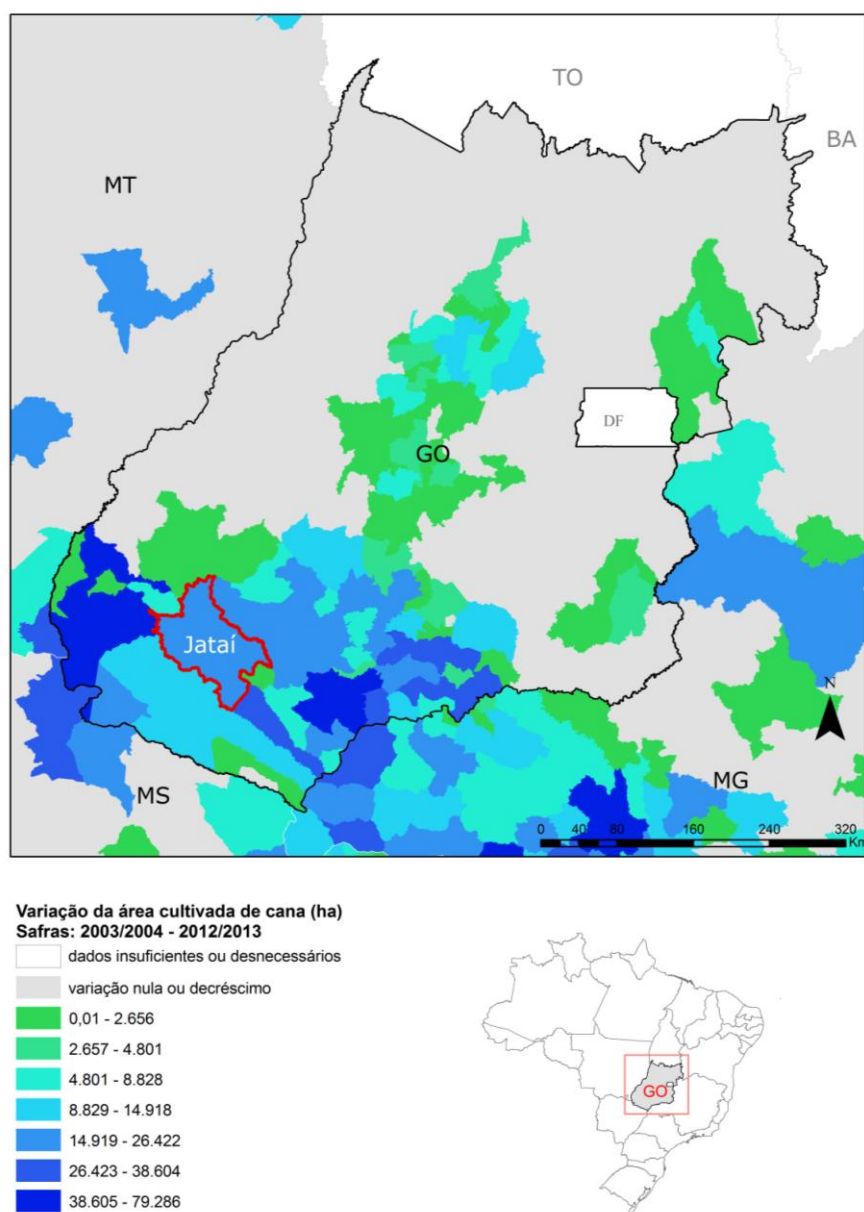 TO
BA
MT
DF
GO
Jataí
N
MS
MG
0 40 80 160 240 320
Km
Variação da área cultivada de cana (ha)
Safras: 2003/2004 - 2012/2013
dados insuficientes ou desnecessários
variação nula ou decréscimo
0,01 - 2.656
2.657 - 4.801
4.801 - 8.828
8.829 - 14.918
14.919 - 26.422
26.423 - 38.604
38.605 - 79.286
GO